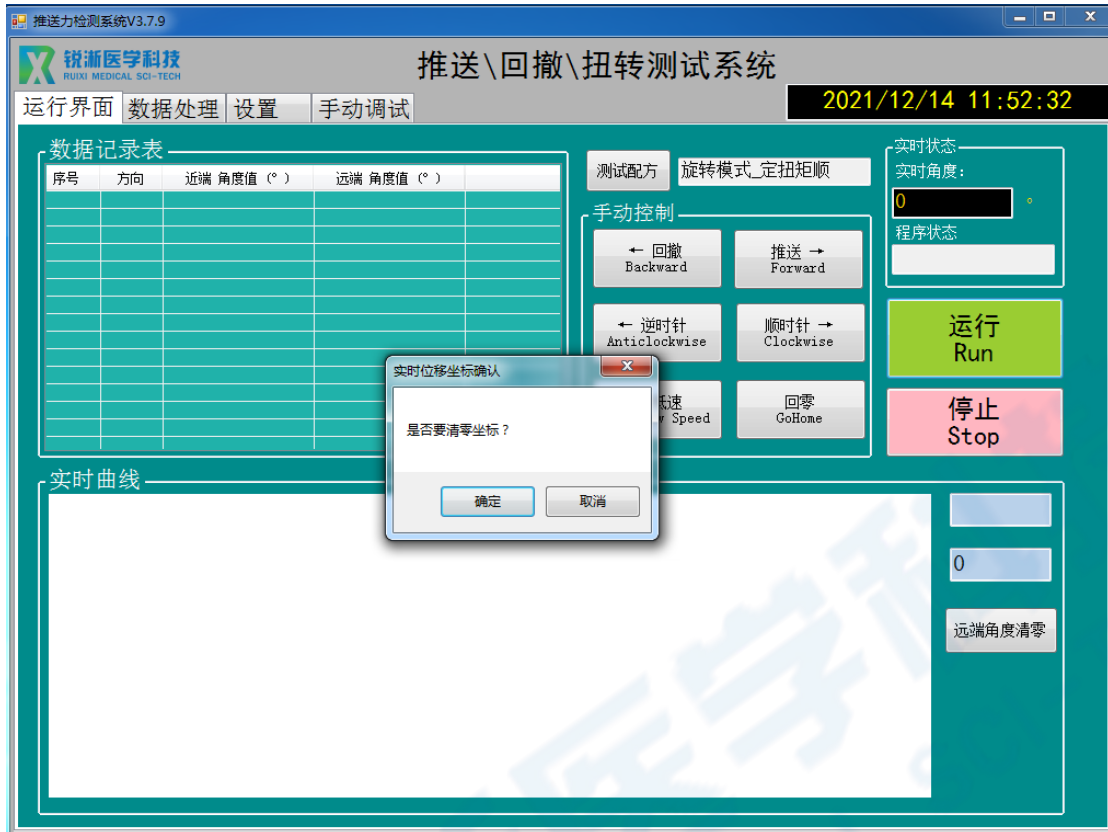 推送力检测系统V3.7.9
锐淅医学科技
RUIXI MEDICAL SCI-TECH
推送\回撤\扭转测试系统
运行界面 数据处理 设置 手动调试
2021/12/14 11:52:32
数据记录表
序号 方向 近端 角度值（°） 远端 角度值（°）
测试配方 旋转模式_定扭矩顺
实时状态
实时角度：
0 °
程序状态
手动控制
← 回撤
Backward
推送 →
Forward
← 逆时针
Anticlockwise
顺时针 →
Clockwise
Speed
回零
GoHome
运行
Run
停止
Stop
实时位移坐标确认
是否要清零坐标？
确定 取消
实时曲线
0
远端角度清零